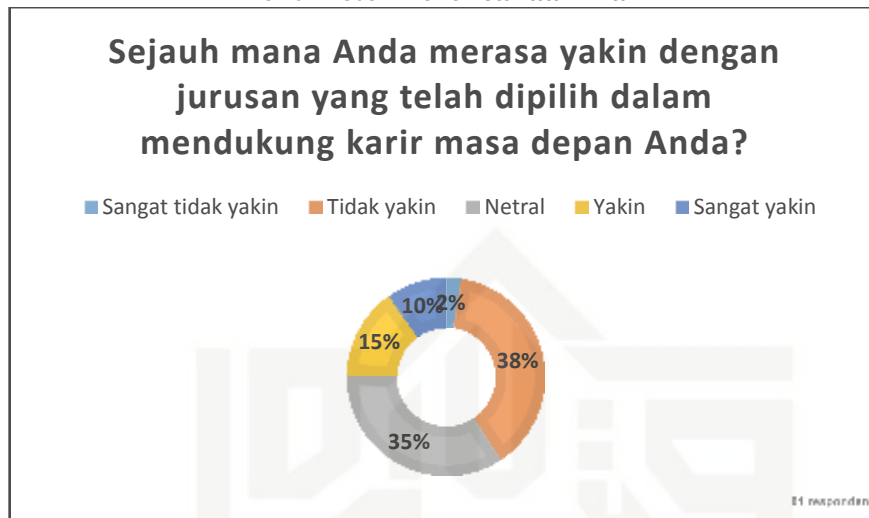 Sejauh mana Anda merasa yakin dengan
jurusan yang telah dipilih dalam
mendukung karir masa depan Anda?
Sangat tidak yakin Tidak yakin Netral Yakin Sangat yakin
10% 2%
15% 38%
35%
responden